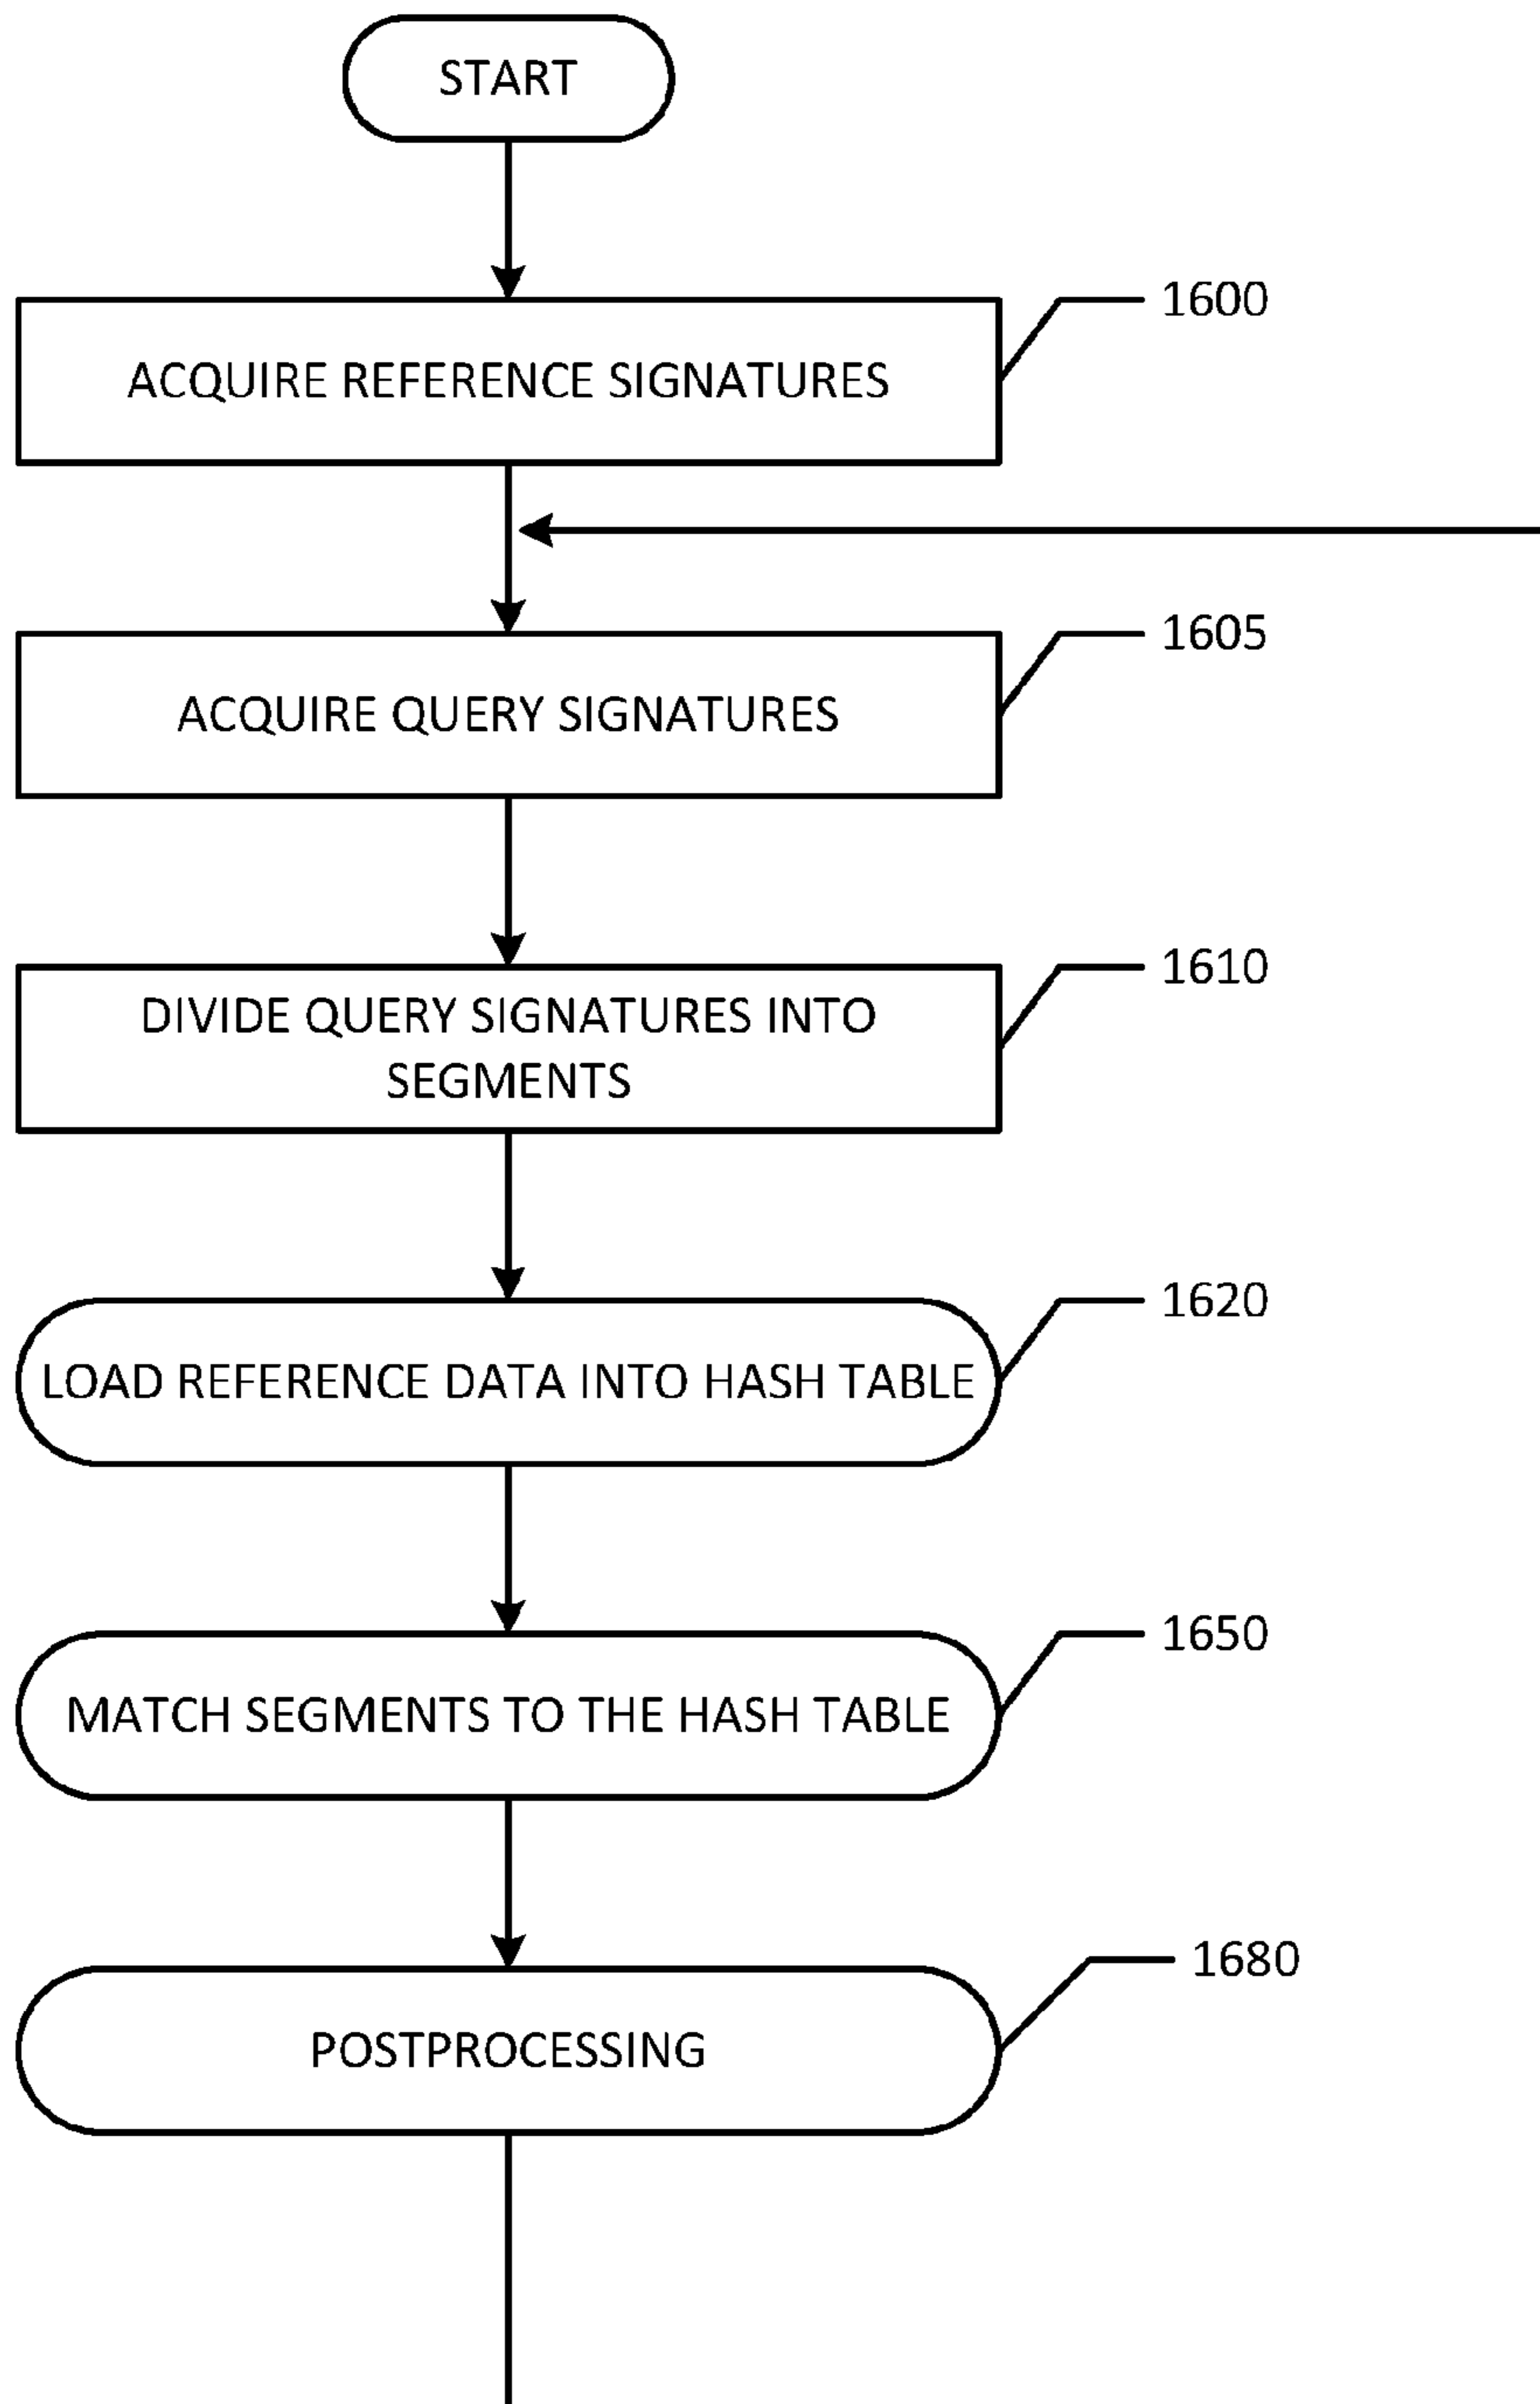 START
1600
ACQUIRE REFERENCE SIGNATURES
1605
ACQUIRE QUERY SIGNATURES
1610
DIVIDE QUERY SIGNATURES INTO
SEGMENTS
1620
LOAD REFERENCE DATA INTO HASH TABLE
1650
MATCH SEGMENTS TO THE HASH TABLE
1680
POSTPROCESSING